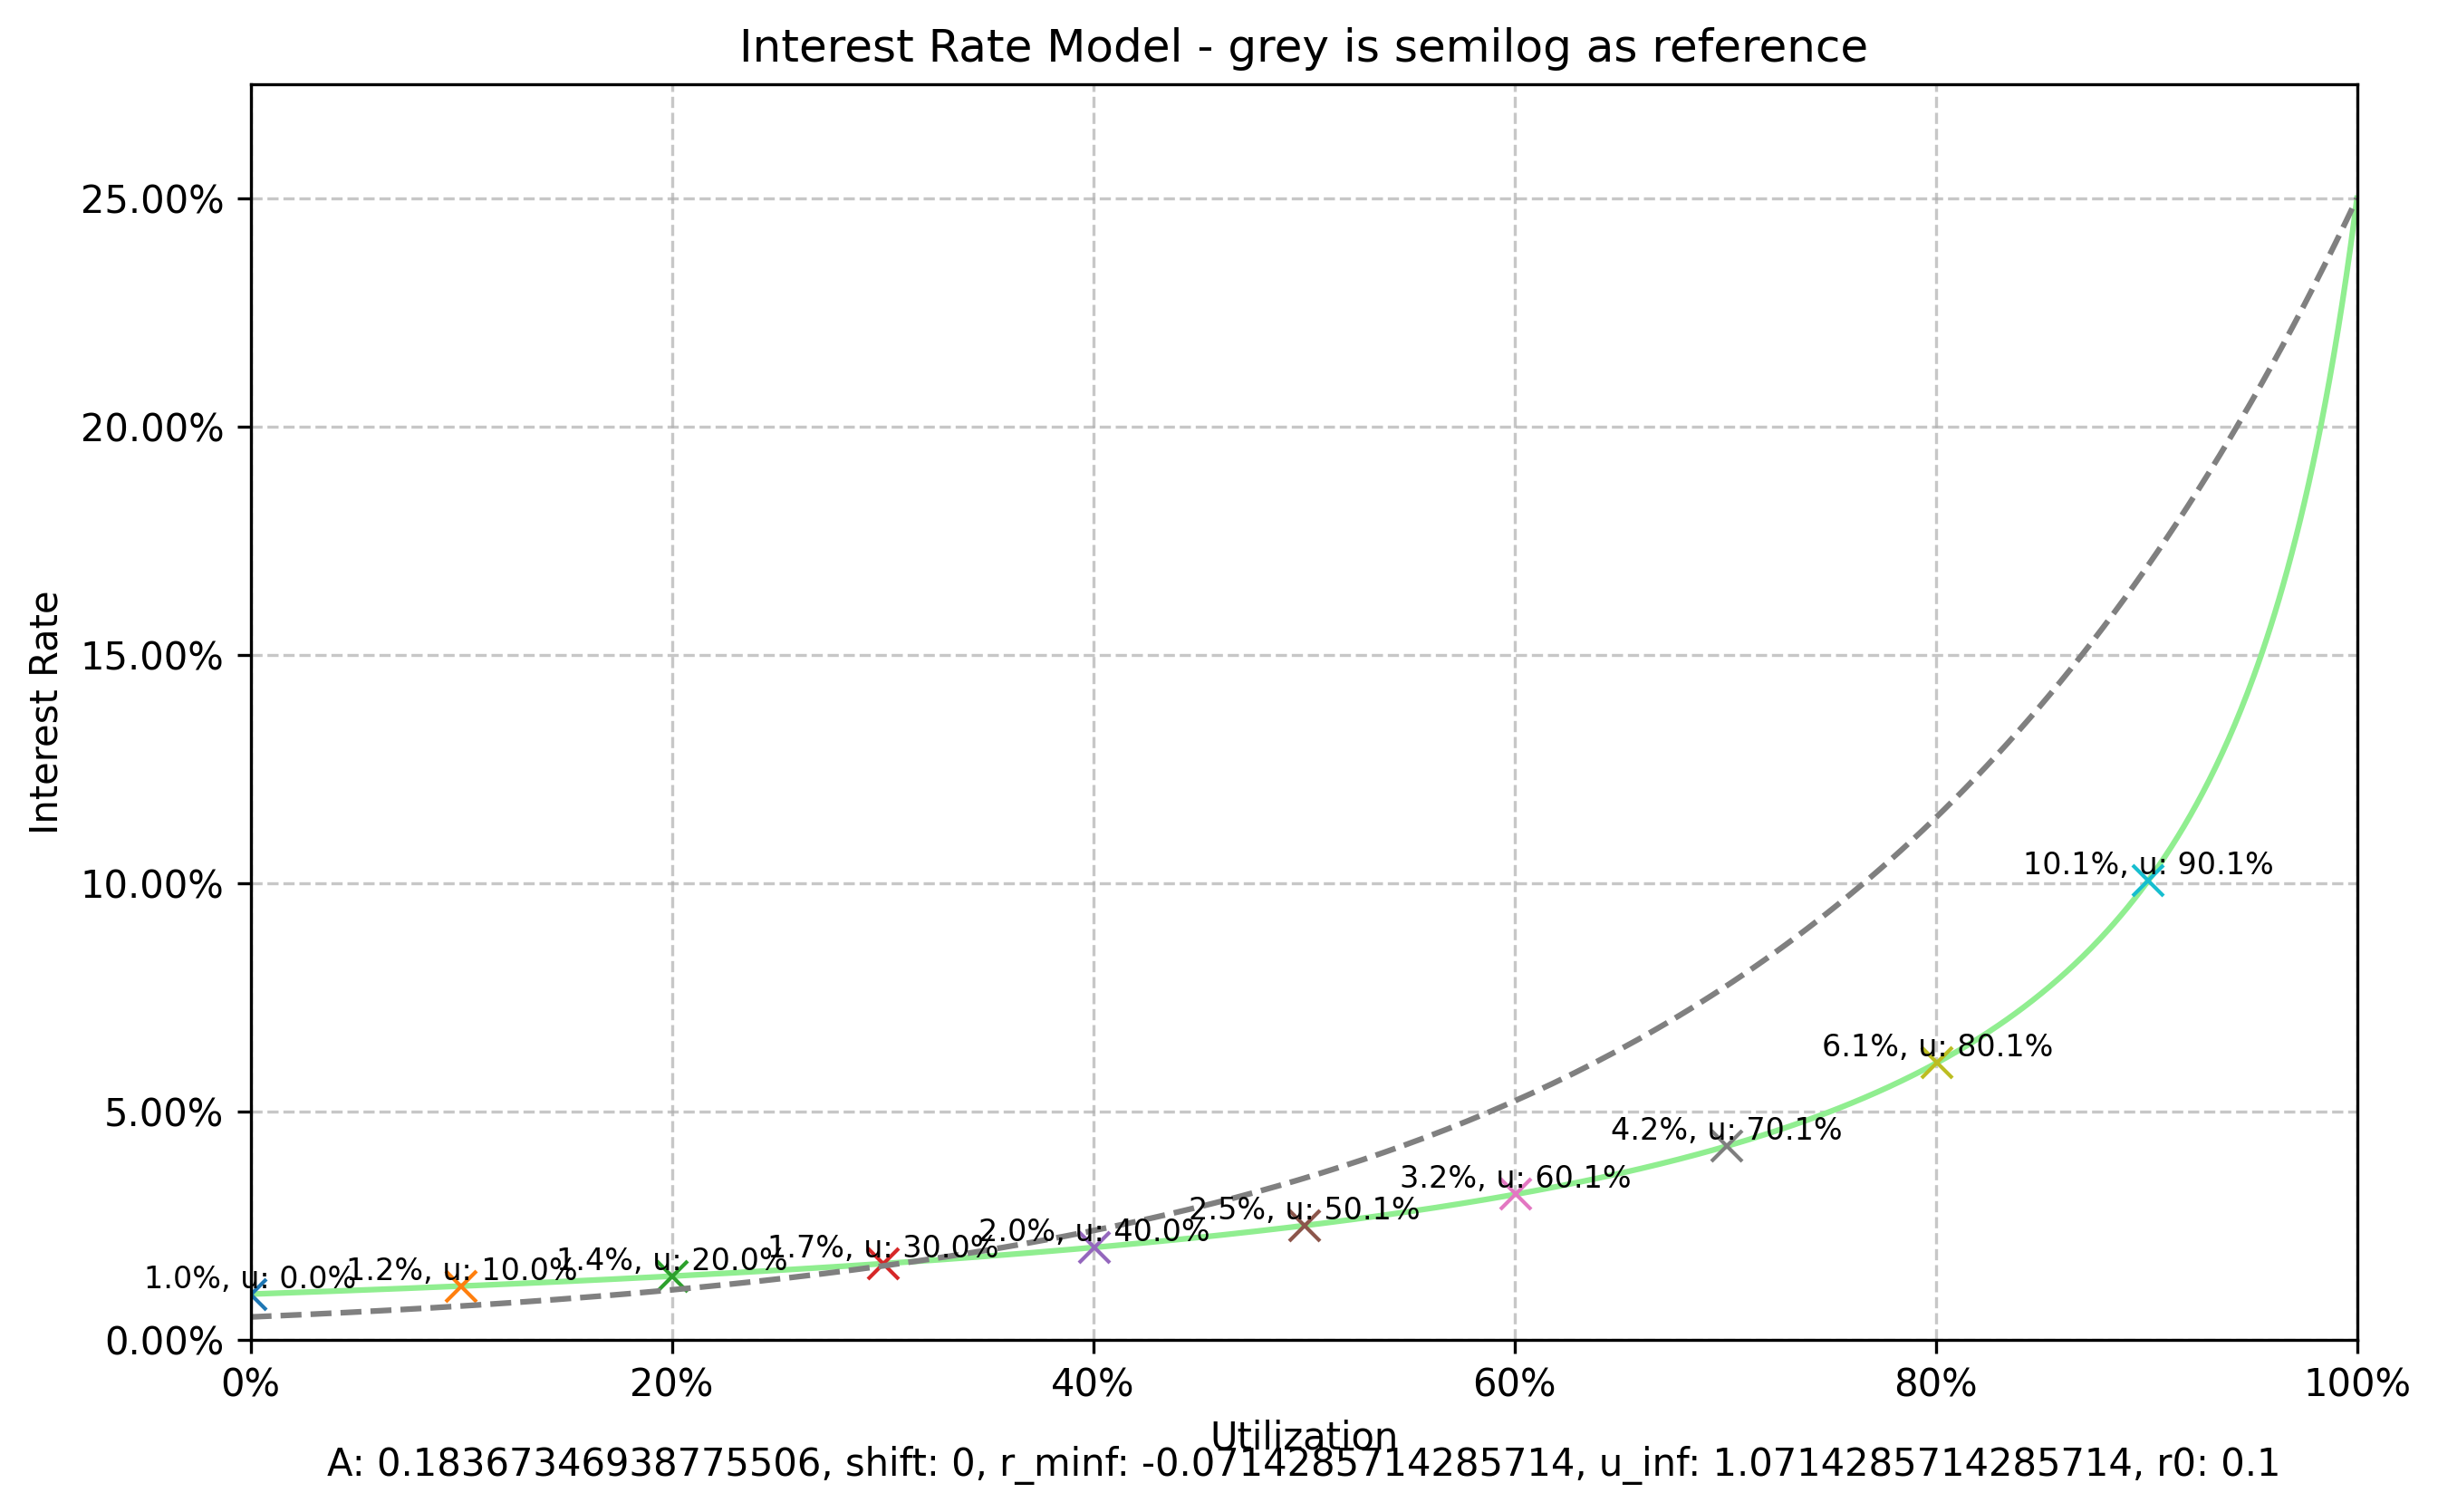 Interest Rate Model - grey is semilog as reference
Interest Rate
25.00%
20.00%
15.00%
10.00%
5.00%
0.00%
10.1%, u: 90.1%
6.1%, u: 80.1%
4.2%, u: 70.1%
3.2%, u: 60.1%
2.5%, u: 50.1%
2.0%, u: 40.0%
1.7%, u: 30.0%
1.4%, u: 20.0%
1.2%, u: 10.0%
1.0%, u: 0.0%
0% 20% 40% 60% 80% 100%
Utilization
A: 0.18367346938775506, shift: 0, r_minf: -0.0714285714285714, u_inf: 1.0714285714285714, r0: 0.1